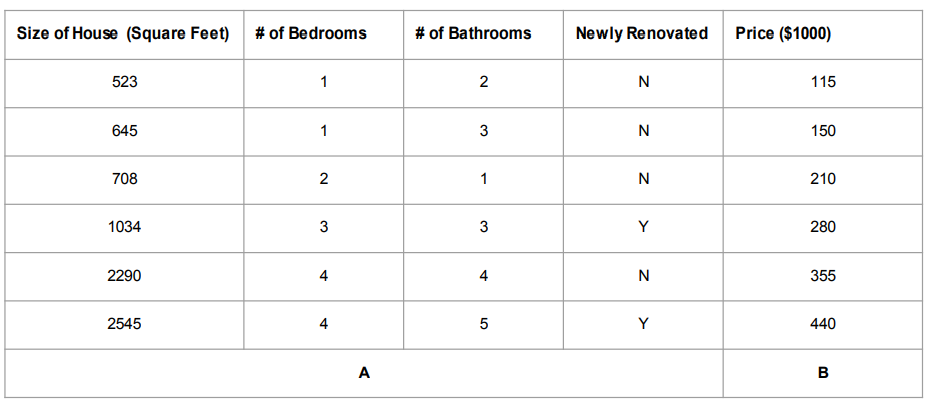 Size of House (Square Feet) # of Bedrooms # of Bathrooms Newly Renovated Price ($1000)
523 1 2 N 115
645 1 3 N 150
708 2 1 N 210
1034 3 3 Y 280
2290 4 4 N 355
2545 4 5 Y 440
A B